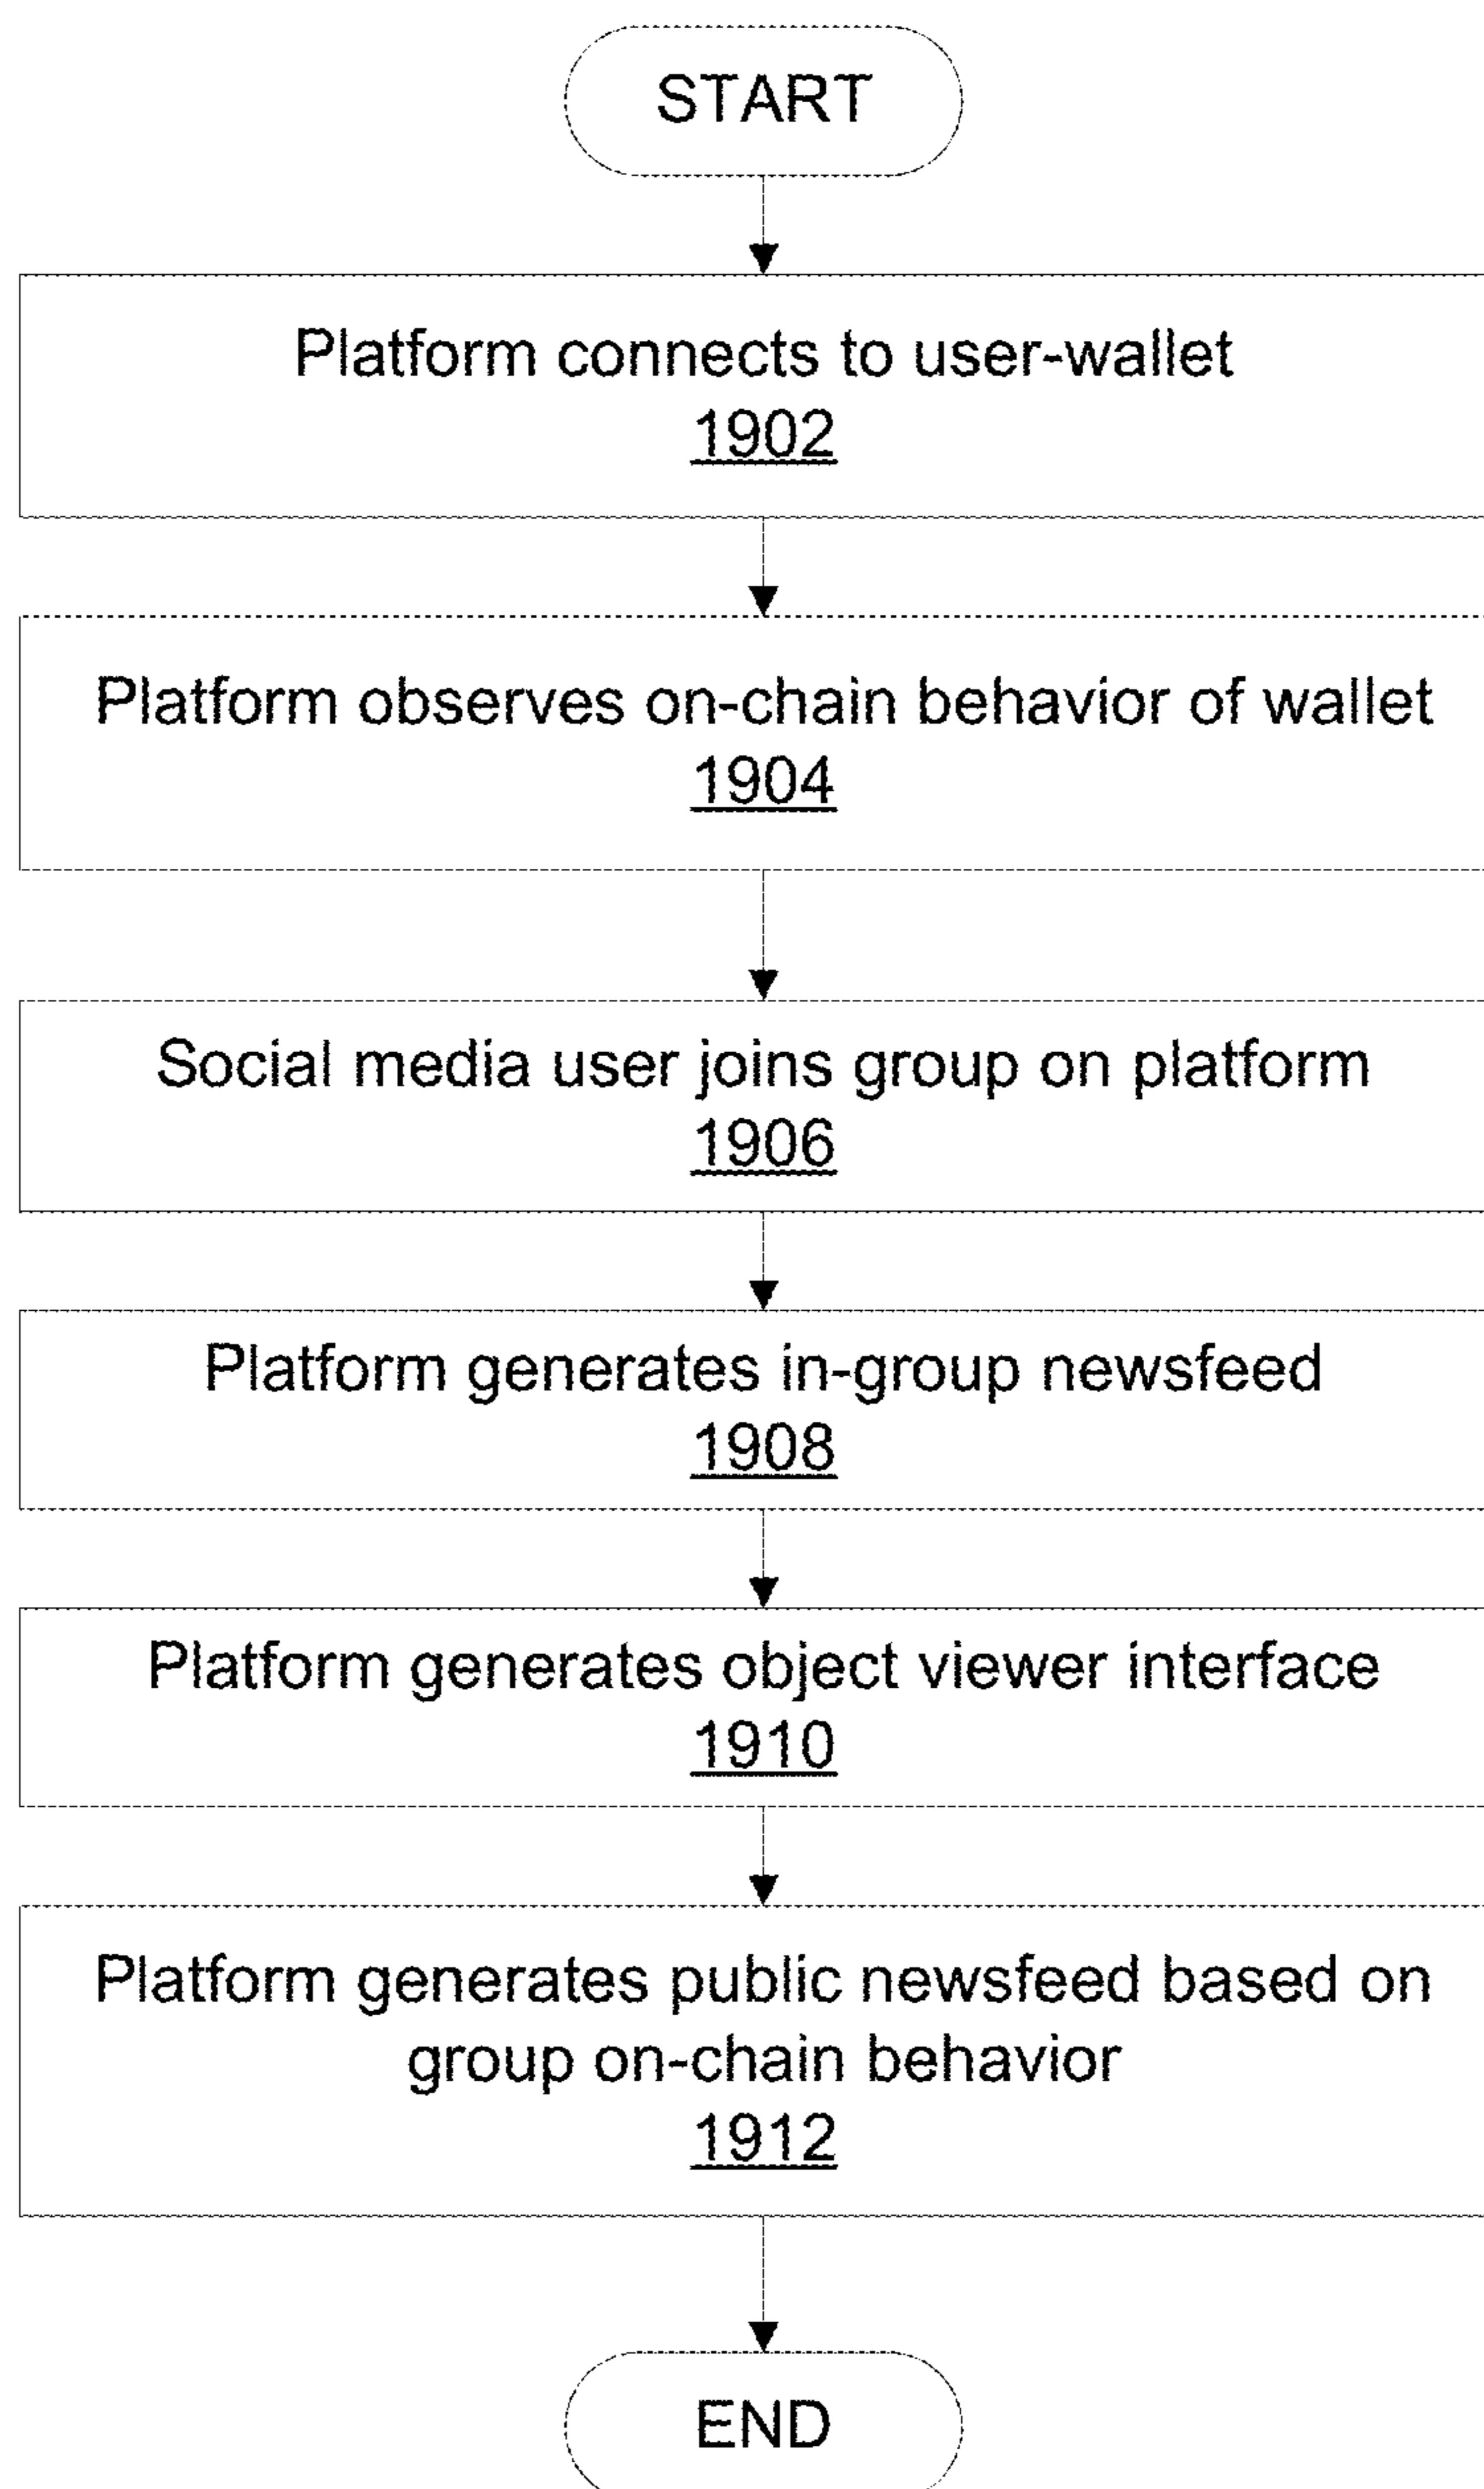 START
Platform connects to user-wallet
1902
Platform observes on-chain behavior of wallet
1904
Social media user joins group on platform
1906
Platform generates in-group newsfeed
1908
Platform generates object viewer interface
1910
Platform generates public newsfeed based on
group on-chain behavior
1912
END